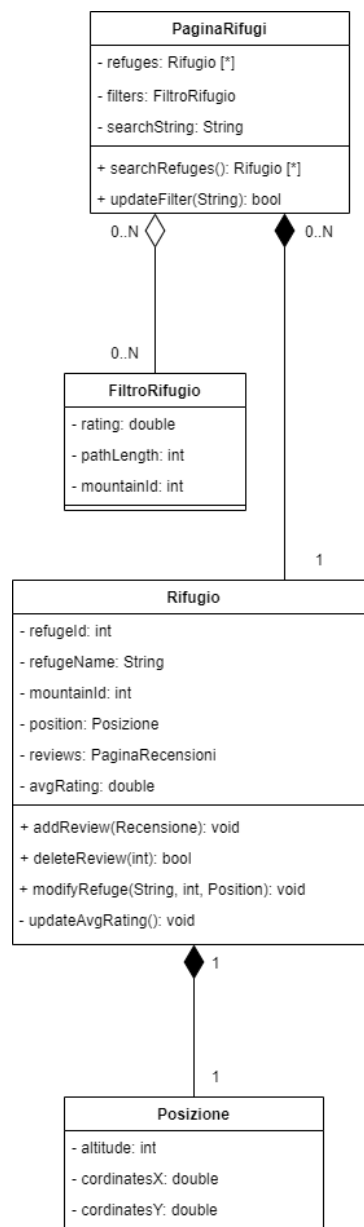 PaginaRifugi
- refuges: Rifugio [*]
- filters: FiltroRifugio
- searchString: String
+ searchRefuges(): Rifugio [*]
+ updateFilter(String): bool
0..N 0..N
0..N
FiltroRifugio
- rating: double
- pathLength: int
- mountainId: int
1
Rifugio
- refugeId: int
- refugeName: String
- mountainId: int
- position: Posizione
- reviews: PaginaRecensioni
- avgRating: double
+ addReview(Recensione): void
+ deleteReview(int): bool
+ modifyRefuge(String, int, Position): void
- updateAvgRating(): void
1
1
Posizione
- altitude: int
- cordinatesX: double
- cordinatesY: double